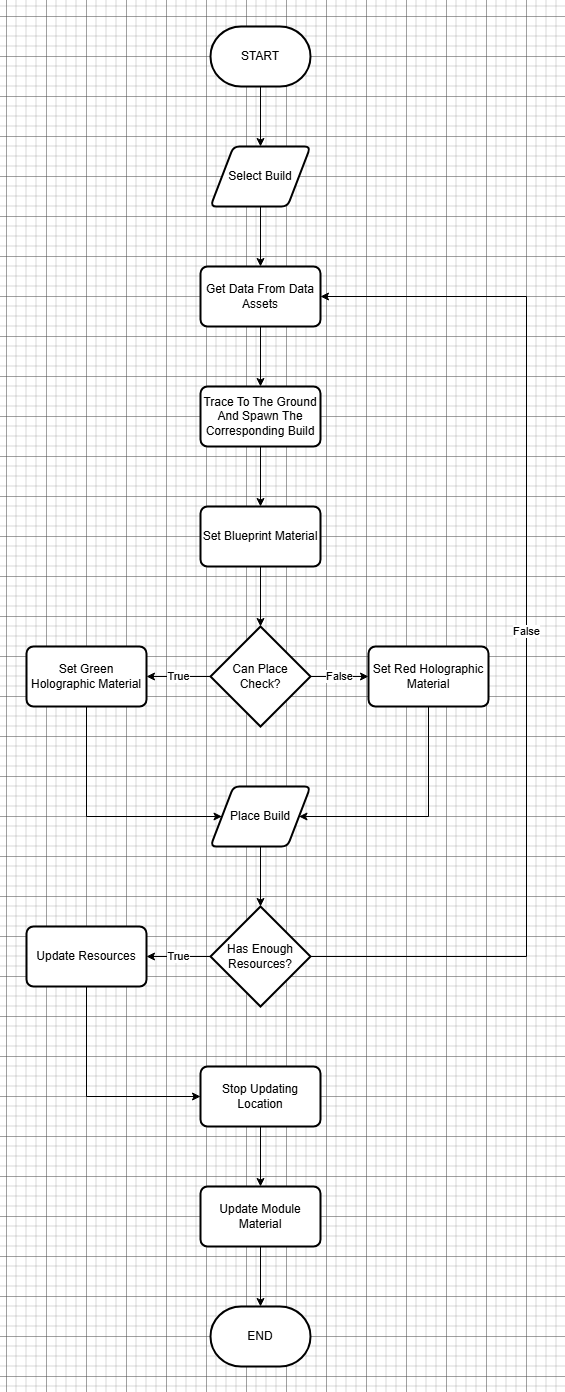 START
Select Build
Get Data From Data
Assets
Trace To The Ground
And Spawn The
Corresponding Build
Set Blueprint Material
False
Set Green
Holographic Material
True
Can Place
Check?
False
Set Red Holographic
Material
Place Build
Update Resources
True
Has Enough
Resources?
Stop Updating
Location
Update Module
Material
END